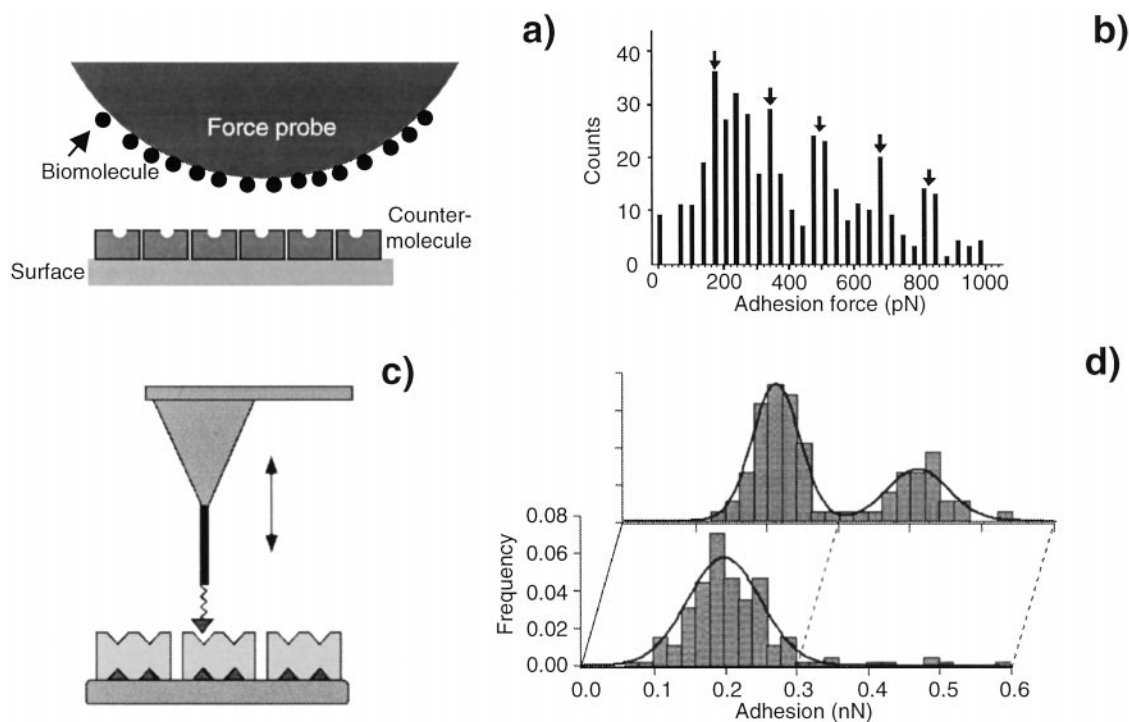 a)
Force probe
Biomolecule
Counter-
molecule
Surface
b)
40
30
20
10
0
Counts
0 200 400 600 800 1000
Adhesion force (pN)
c)
d)
0.08
0.06
0.04
0.02
0.00
Frequency
0.1 0.2 0.3 0.4 0.5 0.6
Adhesion (nN)